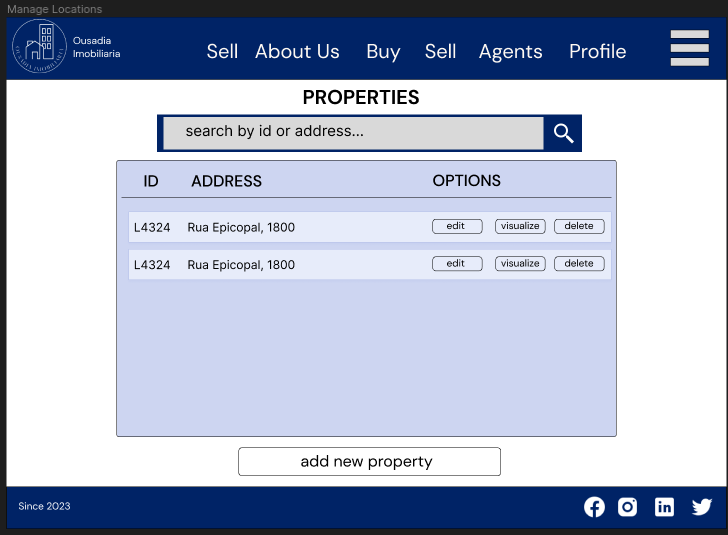 Manage Locations
Ousadia
Imobiliaria
Sell About Us Buy Sell Agents Profile
PROPERTIES
search by id or address...
ID ADDRESS OPTIONS
L4324 Rua Epicopal, 1800 edit visualize delete
L4324 Rua Epicopal, 1800 edit visualize delete
add new property
Since 2023